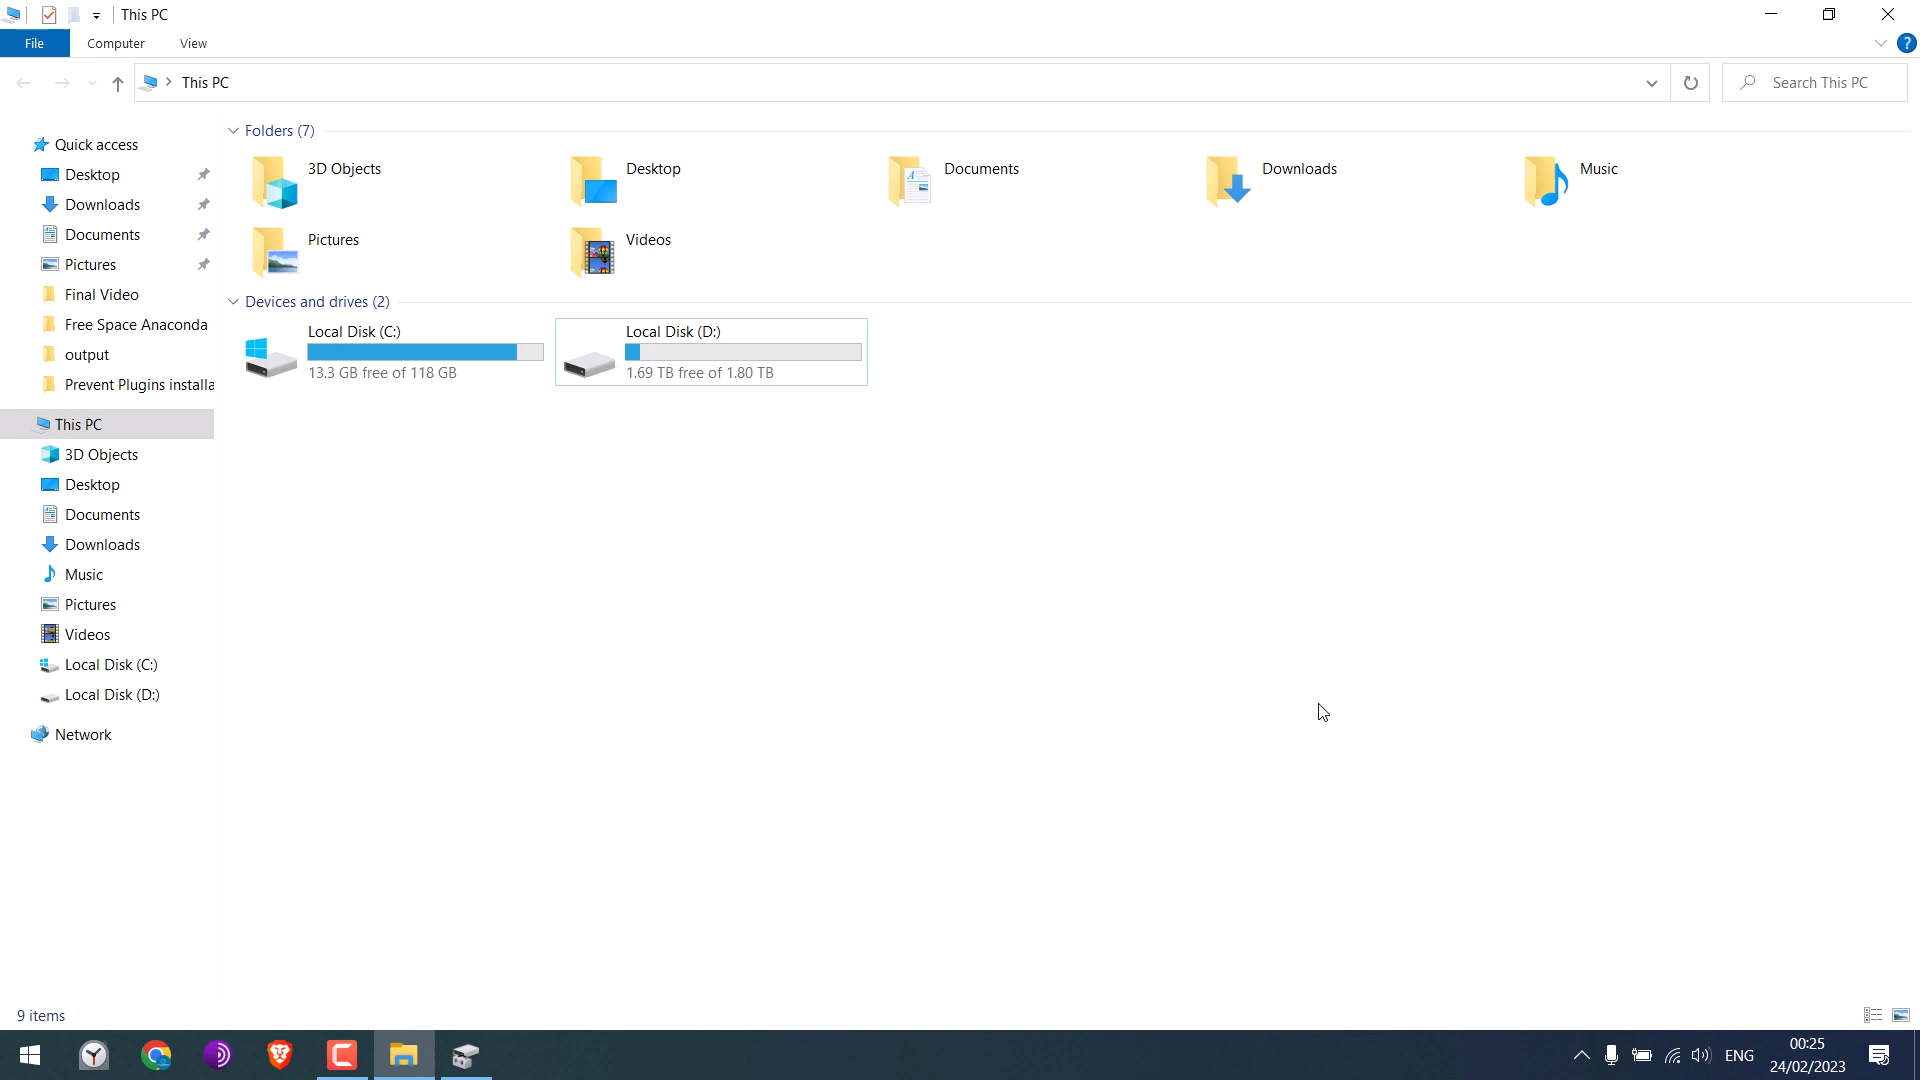 This PC
File
Computer
View
This PC
Search This PC
Quick access
Desktop
Downloads
Documents
Pictures
Final Video
Free Space Anaconda
output
Prevent Plugins installa
This PC
3D Objects
Desktop
Documents
Downloads
Music
Pictures
Videos
Local Disk (C:)
Local Disk (D:)
Network
Folders (7)
3D Objects
Desktop
Documents
Downloads
Music
Pictures
Videos
Devices and drives (2)
Local Disk (C:)
13.3 GB free of 118 GB
Local Disk (D:)
1.69 TB free of 1.80 TB
9 items
ENG
00:25
24/02/2023